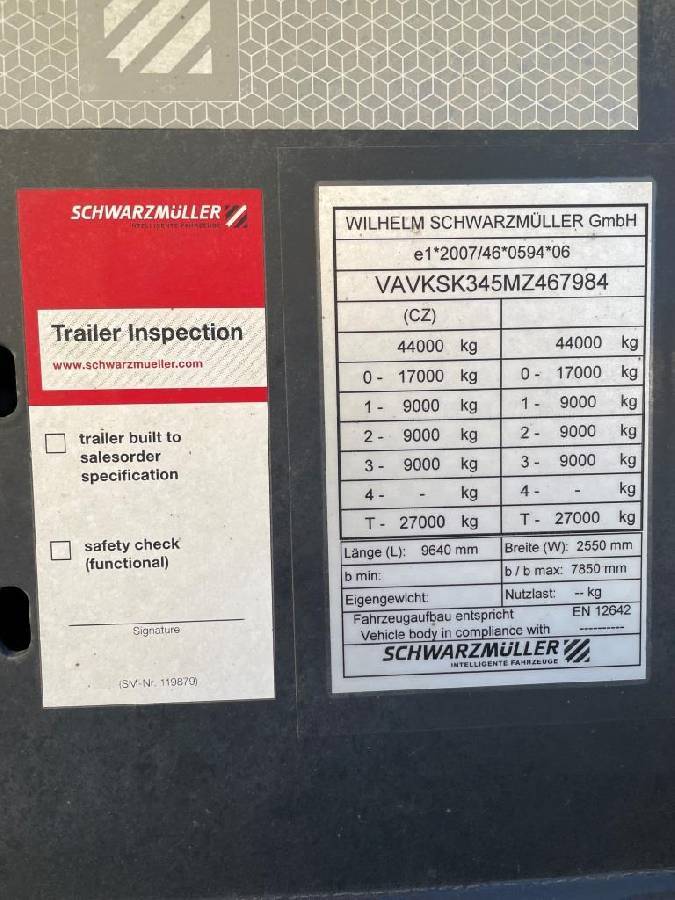 SCHWARZMÜLLER
INTELLIGENTE FAHRZEUGE
Trailer Inspection
www.schwarzmueller.com
trailer built to
salesorder
specification
safety check
(functional)
Signature
(SV-Nr. 119870)
WILHELM SCHWARZMÜLLER GmbH
e1*2007/46*0594*06
VAVKSK345MZ467984
(CZ)
44000 kg 44000 kg
0- 17000 kg 0- 17000 kg
1- 9000 kg 1- 9000 kg
2- 9000 kg 2- 9000 kg
3- 9000 kg 3- 9000 kg
4- - kg 4- - kg
T- 27000 kg T- 27000 kg
Länge (L): 9640 mm Breite (W): 2550 mm
b min: b / b max: 7850 mm
Eigengewicht: Nutzlast: -- kg
Fahrzeugaufbau entspricht EN 12642
Vehicle body in compliance with ----------
SCHWARZMÜLLER
INTELLIGENTE FAHRZEUGE